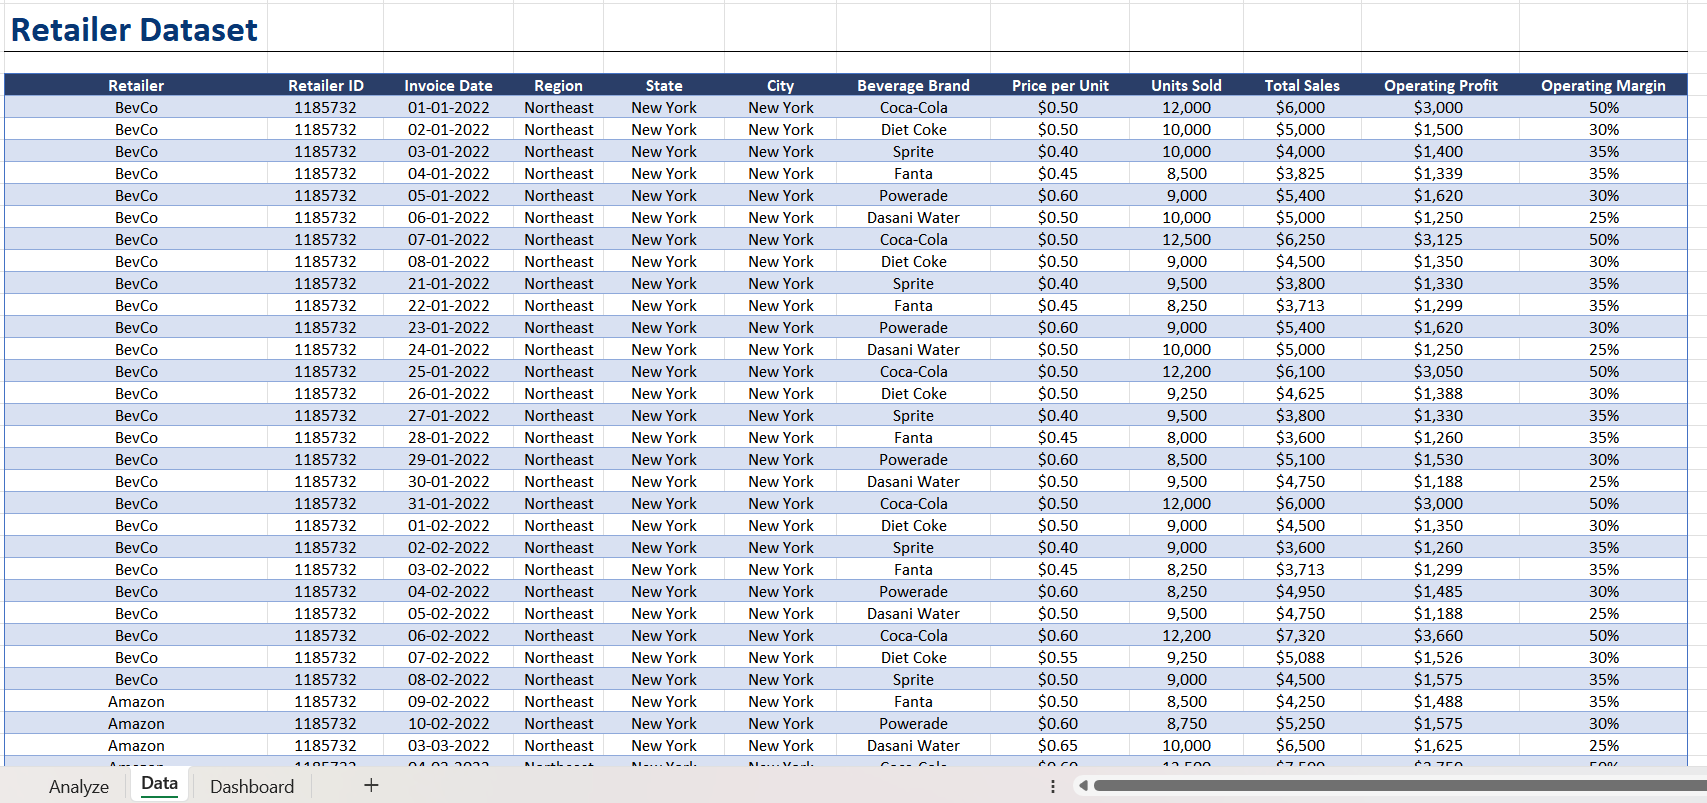 Retailer Dataset
Retailer Retailer ID Invoice Date Region State City Beverage Brand Price per Unit Units Sold Total Sales Operating Profit Operating Margin
BevCo 1185732 01-01-2022 Northeast New York New York Coca-Cola $0.50 12,000 $6,000 $3,000 50%
BevCo 1185732 02-01-2022 Northeast New York New York Diet Coke $0.50 10,000 $5,000 $1,500 30%
BevCo 1185732 03-01-2022 Northeast New York New York Sprite $0.40 10,000 $4,000 $1,400 35%
BevCo 1185732 04-01-2022 Northeast New York New York Fanta $0.45 8,500 $3,825 $1,339 35%
BevCo 1185732 05-01-2022 Northeast New York New York Powerade $0.60 9,000 $5,400 $1,620 30%
BevCo 1185732 06-01-2022 Northeast New York New York Dasani Water $0.50 10,000 $5,000 $1,250 25%
BevCo 1185732 07-01-2022 Northeast New York New York Coca-Cola $0.50 12,500 $6,250 $3,125 50%
BevCo 1185732 08-01-2022 Northeast New York New York Diet Coke $0.50 9,000 $4,500 $1,350 30%
BevCo 1185732 21-01-2022 Northeast New York New York Sprite $0.40 9,500 $3,800 $1,330 35%
BevCo 1185732 22-01-2022 Northeast New York New York Fanta $0.45 8,250 $3,713 $1,299 35%
BevCo 1185732 23-01-2022 Northeast New York New York Powerade $0.60 9,000 $5,400 $1,620 30%
BevCo 1185732 24-01-2022 Northeast New York New York Dasani Water $0.50 10,000 $5,000 $1,250 25%
BevCo 1185732 25-01-2022 Northeast New York New York Coca-Cola $0.50 12,200 $6,100 $3,050 50%
BevCo 1185732 26-01-2022 Northeast New York New York Diet Coke $0.50 9,250 $4,625 $1,388 30%
BevCo 1185732 27-01-2022 Northeast New York New York Sprite $0.40 9,500 $3,800 $1,330 35%
BevCo 1185732 28-01-2022 Northeast New York New York Fanta $0.45 8,000 $3,600 $1,260 35%
BevCo 1185732 29-01-2022 Northeast New York New York Powerade $0.60 8,500 $5,100 $1,530 30%
BevCo 1185732 30-01-2022 Northeast New York New York Dasani Water $0.50 9,500 $4,750 $1,188 25%
BevCo 1185732 31-01-2022 Northeast New York New York Coca-Cola $0.50 12,000 $6,000 $3,000 50%
BevCo 1185732 01-02-2022 Northeast New York New York Diet Coke $0.50 9,000 $4,500 $1,350 30%
BevCo 1185732 02-02-2022 Northeast New York New York Sprite $0.40 9,000 $3,600 $1,260 35%
BevCo 1185732 03-02-2022 Northeast New York New York Fanta $0.45 8,250 $3,713 $1,299 35%
BevCo 1185732 04-02-2022 Northeast New York New York Powerade $0.60 8,250 $4,950 $1,485 30%
BevCo 1185732 05-02-2022 Northeast New York New York Dasani Water $0.50 9,500 $4,750 $1,188 25%
BevCo 1185732 06-02-2022 Northeast New York New York Coca-Cola $0.60 12,200 $7,320 $3,660 50%
BevCo 1185732 07-02-2022 Northeast New York New York Diet Coke $0.55 9,250 $5,088 $1,526 30%
BevCo 1185732 08-02-2022 Northeast New York New York Sprite $0.50 9,000 $4,500 $1,575 35%
Amazon 1185732 09-02-2022 Northeast New York New York Fanta $0.50 8,500 $4,250 $1,488 35%
Amazon 1185732 10-02-2022 Northeast New York New York Powerade $0.60 8,750 $5,250 $1,575 30%
Amazon 1185732 03-03-2022 Northeast New York New York Dasani Water $0.65 10,000 $6,500 $1,625 25%
Analyze Data Dashboard +